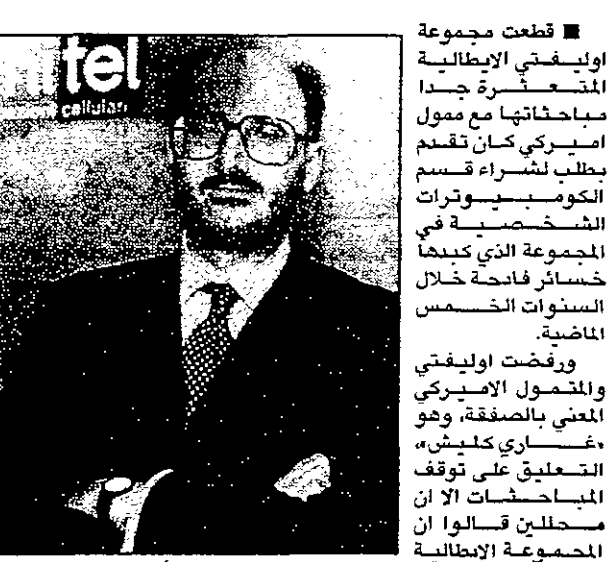 tel
cellular
■ قطعت مجموعة
اوليفتي الايطالية
المتعثرة جدا
مباحثاتها مع ممول
اميركي كان تقدم
بطلب لشراء قسم
الكومبيوترات
الشخصية في
المجموعة الذي كبدها
خسائر فادحة خلال
السنوات الخمس
الماضية.
ورفضت اوليفتي
والمتمول الاميركي
المعني بالصفقة، وهو
«غاري كليش»،
التعليق على توقف
المباحثات الا ان
محللين قالوا ان
المجموعة الايطالية